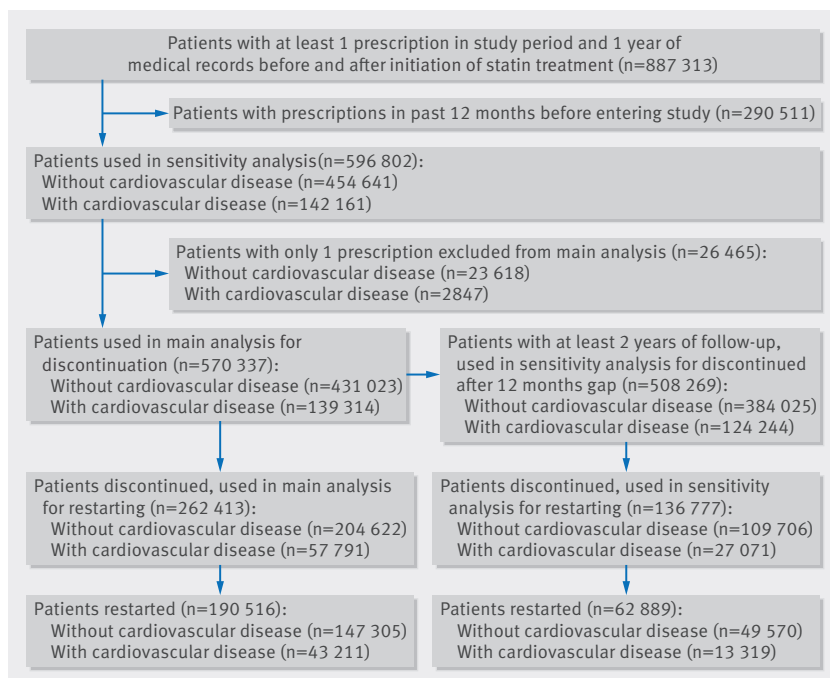 Patients with at least 1 prescription in study period and 1 year of
medical records before and after initiation of statin treatment (n=887 313)
Patients with prescriptions in past 12 months before entering study (n=290 511)
Patients used in sensitivity analysis(n=596 802):
Without cardiovascular disease (n=454 641)
With cardiovascular disease (n=142 161)
Patients with only 1 prescription excluded from main analysis (n=26 465):
Without cardiovascular disease (n=23 618)
With cardiovascular disease (n=2847)
Patients used in main analysis for
discontinuation (n=570 337):
Without cardiovascular disease (n=431 023)
With cardiovascular disease (n=139 314)
Patients with at least 2 years of follow-up,
used in sensitivity analysis for discontinued
after 12 months gap (n=508 269):
Without cardiovascular disease (n=384 025)
With cardiovascular disease (n=124 244)
Patients discontinued, used in main analysis
for restarting (n=262 413):
Without cardiovascular disease (n=204 622)
With cardiovascular disease (n=57 791)
Patients discontinued, used in sensitivity
analysis for restarting (n=136 777):
Without cardiovascular disease (n=109 706)
With cardiovascular disease (n=27 071)
Patients restarted (n=190 516):
Without cardiovascular disease (n=147 305)
With cardiovascular disease (n=43 211)
Patients restarted (n=62 889):
Without cardiovascular disease (n=49 570)
With cardiovascular disease (n=13 319)